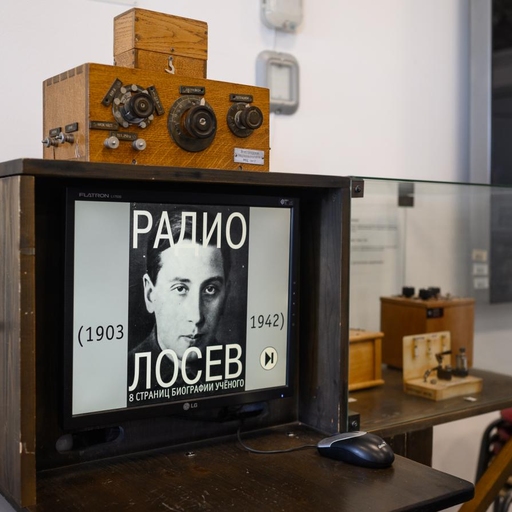 FLATRON
РАДИО
(1903
1942)
ЛОСЕВ
8 СТРАНИЦ БИОГРАФИИ УЧЁНОГО
LG